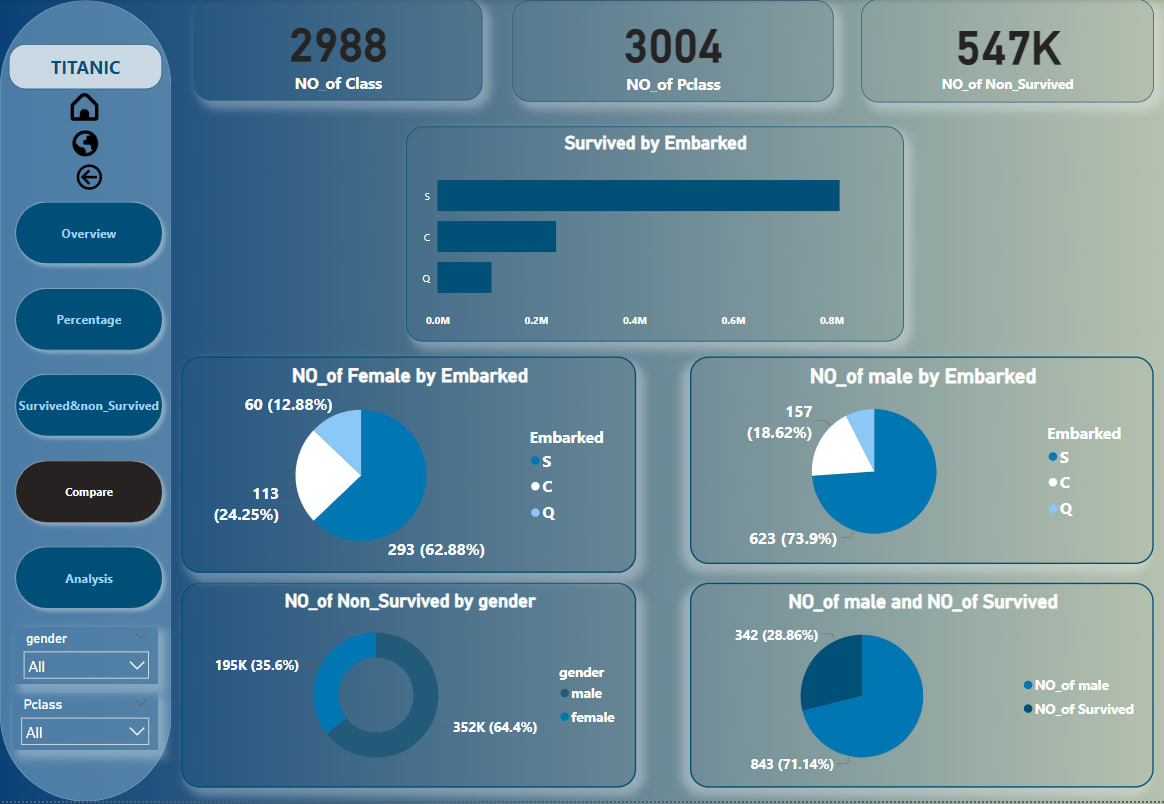 TITANIC
Overview
Percentage
Survived&non_Survived
Compare
Analysis
gender
All
Pclass
All
2988
NO_of Class
3004
NO_of Pclass
547K
NO_of Non_Survived
Survived by Embarked
S
C
Q
0.0M 0.2M 0.4M 0.6M 0.8M
NO_of Female by Embarked
60 (12.88%)
113
(24.25%)
293 (62.88%)
Embarked
S
C
Q
NO_of male by Embarked
157
(18.62%)
623 (73.9%)
Embarked
S
C
Q
NO_of Non_Survived by gender
195K (35.6%)
352K (64.4%)
gender
male
female
NO_of male and NO_of Survived
342 (28.86%)
843 (71.14%)
NO_of male
NO_of Survived